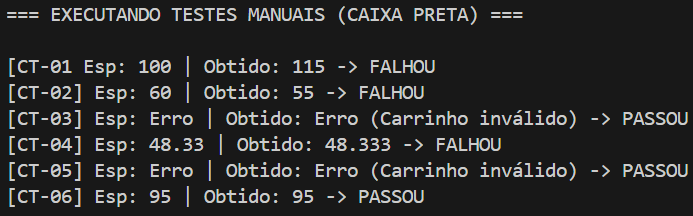 === EXECUTANDO TESTES MANUAIS (CAIXA PRETA) ===
[CT-01 Esp: 100 | Obtido: 115 -> FALHOU
[CT-02] Esp: 60 | Obtido: 55 -> FALHOU
[CT-03] Esp: Erro | Obtido: Erro (Carrinho inválido) -> PASSOU
[CT-04] Esp: 48.33 | Obtido: 48.333 -> FALHOU
[CT-05] Esp: Erro | Obtido: Erro (Carrinho inválido) -> PASSOU
[CT-06] Esp: 95 | Obtido: 95 -> PASSOU